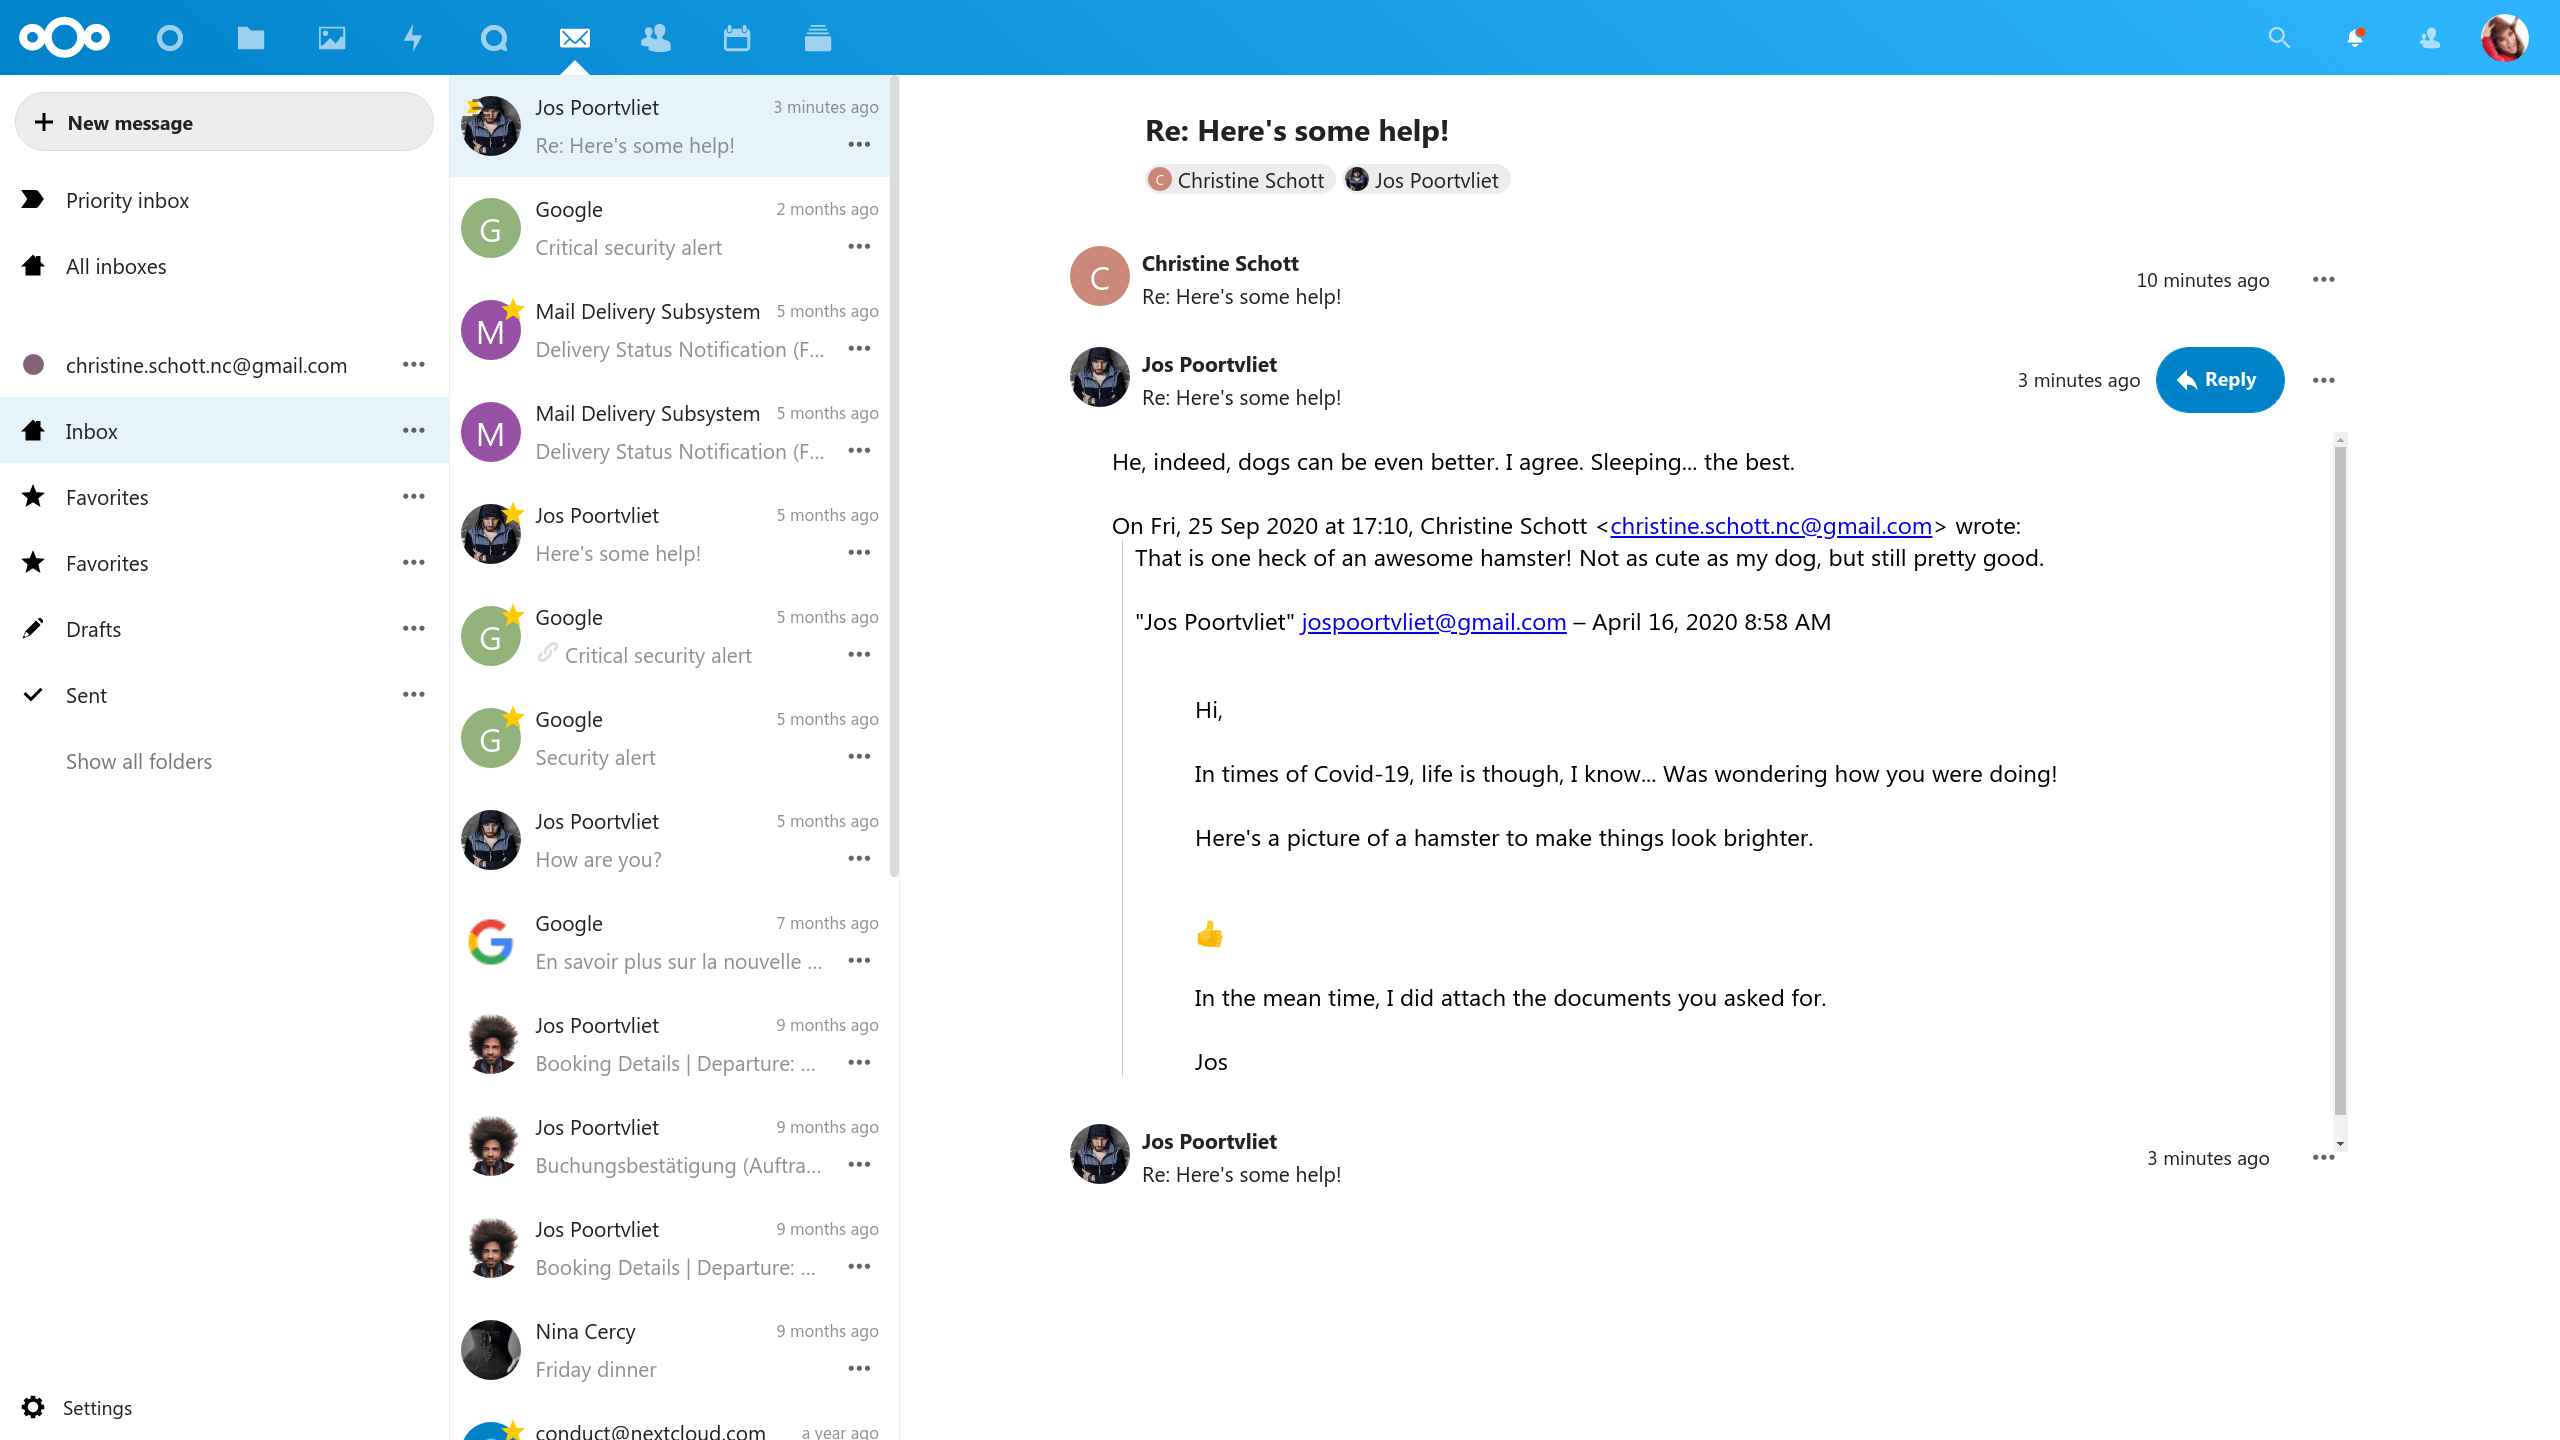 New message
Priority inbox
All inboxes
christine.schott.nc@gmail.com
Inbox
Favorites
Favorites
Drafts
Sent
Show all folders
Settings
Jos Poortvliet 3 minutes ago
Re: Here's some help!
G
Google 2 months ago
Critical security alert
M
Mail Delivery Subsystem 5 months ago
Delivery Status Notification (F...
M
Mail Delivery Subsystem 5 months ago
Delivery Status Notification (F...
Jos Poortvliet 5 months ago
Here's some help!
G
Google 5 months ago
Critical security alert
G
Google 5 months ago
Security alert
Jos Poortvliet 5 months ago
How are you?
Google 7 months ago
En savoir plus sur la nouvelle ...
Jos Poortvliet 9 months ago
Booking Details | Departure: ...
Jos Poortvliet 9 months ago
Buchungsbestätigung (Auftra...
Jos Poortvliet 9 months ago
Booking Details | Departure: ...
Nina Cercy 9 months ago
Friday dinner
conduct@nextcloud.com a year ago
Re: Here's some help!
C Christine Schott Jos Poortvliet
C
Christine Schott
Re: Here's some help!
10 minutes ago
Jos Poortvliet
Re: Here's some help!
3 minutes ago Reply
He, indeed, dogs can be even better. I agree. Sleeping... the best.
On Fri, 25 Sep 2020 at 17:10, Christine Schott <christine.schott.nc@gmail.com> wrote:
That is one heck of an awesome hamster! Not as cute as my dog, but still pretty good.
"Jos Poortvliet" jospoortvliet@gmail.com – April 16, 2020 8:58 AM
Hi,
In times of Covid-19, life is though, I know... Was wondering how you were doing!
Here's a picture of a hamster to make things look brighter.
👍
In the mean time, I did attach the documents you asked for.
Jos
Jos Poortvliet
Re: Here's some help!
3 minutes ago